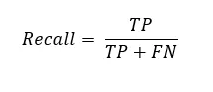 Recall = TP / TP + FN